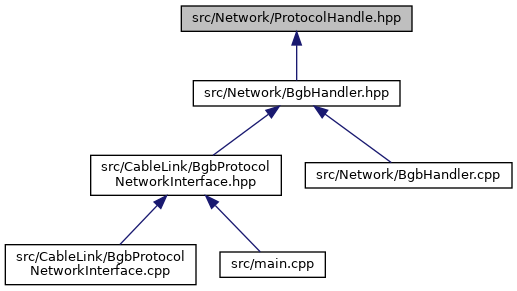 src/Network/ProtocolHandle.hpp
src/Network/BgbHandler.hpp
src/CableLink/BgbProtocol
NetworkInterface.hpp
src/Network/BgbHandler.cpp
src/CableLink/BgbProtocol
NetworkInterface.cpp
src/main.cpp